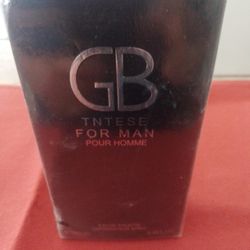 GB
TNTESE
FOR MAN
POUR HOMME